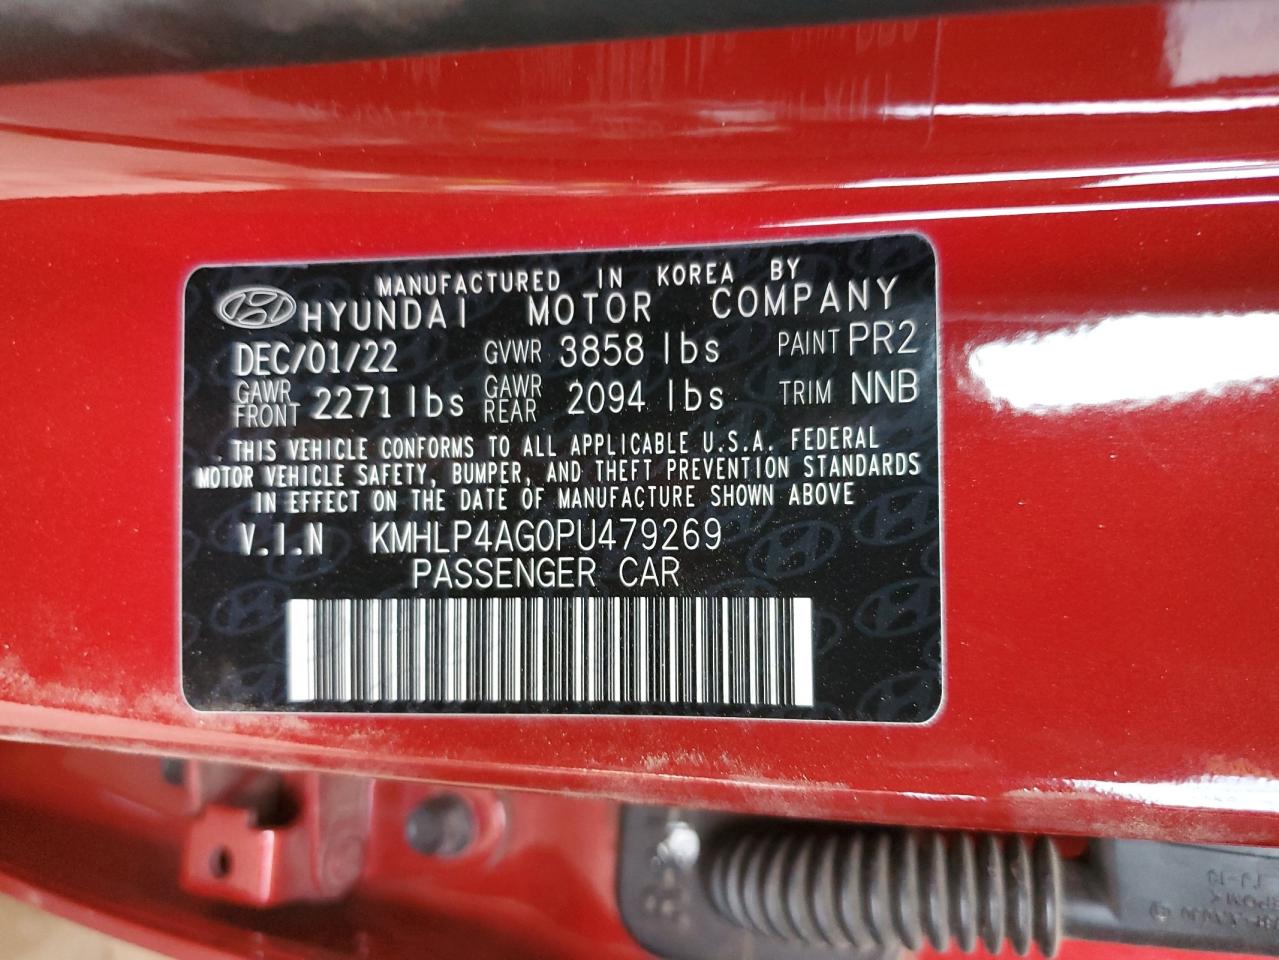 MANUFACTURED IN KOREA BY
HYUNDAI MOTOR COMPANY
DEC/01/22 GVWR 3858 lbs PAINT PR2
GAWR FRONT 2271 lbs GAWR REAR 2094 lbs TRIM NNB
THIS VEHICLE CONFORMS TO ALL APPLICABLE U.S.A. FEDERAL
MOTOR VEHICLE SAFETY, BUMPER, AND THEFT PREVENTION STANDARDS
IN EFFECT ON THE DATE OF MANUFACTURE SHOWN ABOVE
V.I.N KMHLP4AG0PU479269
PASSENGER CAR